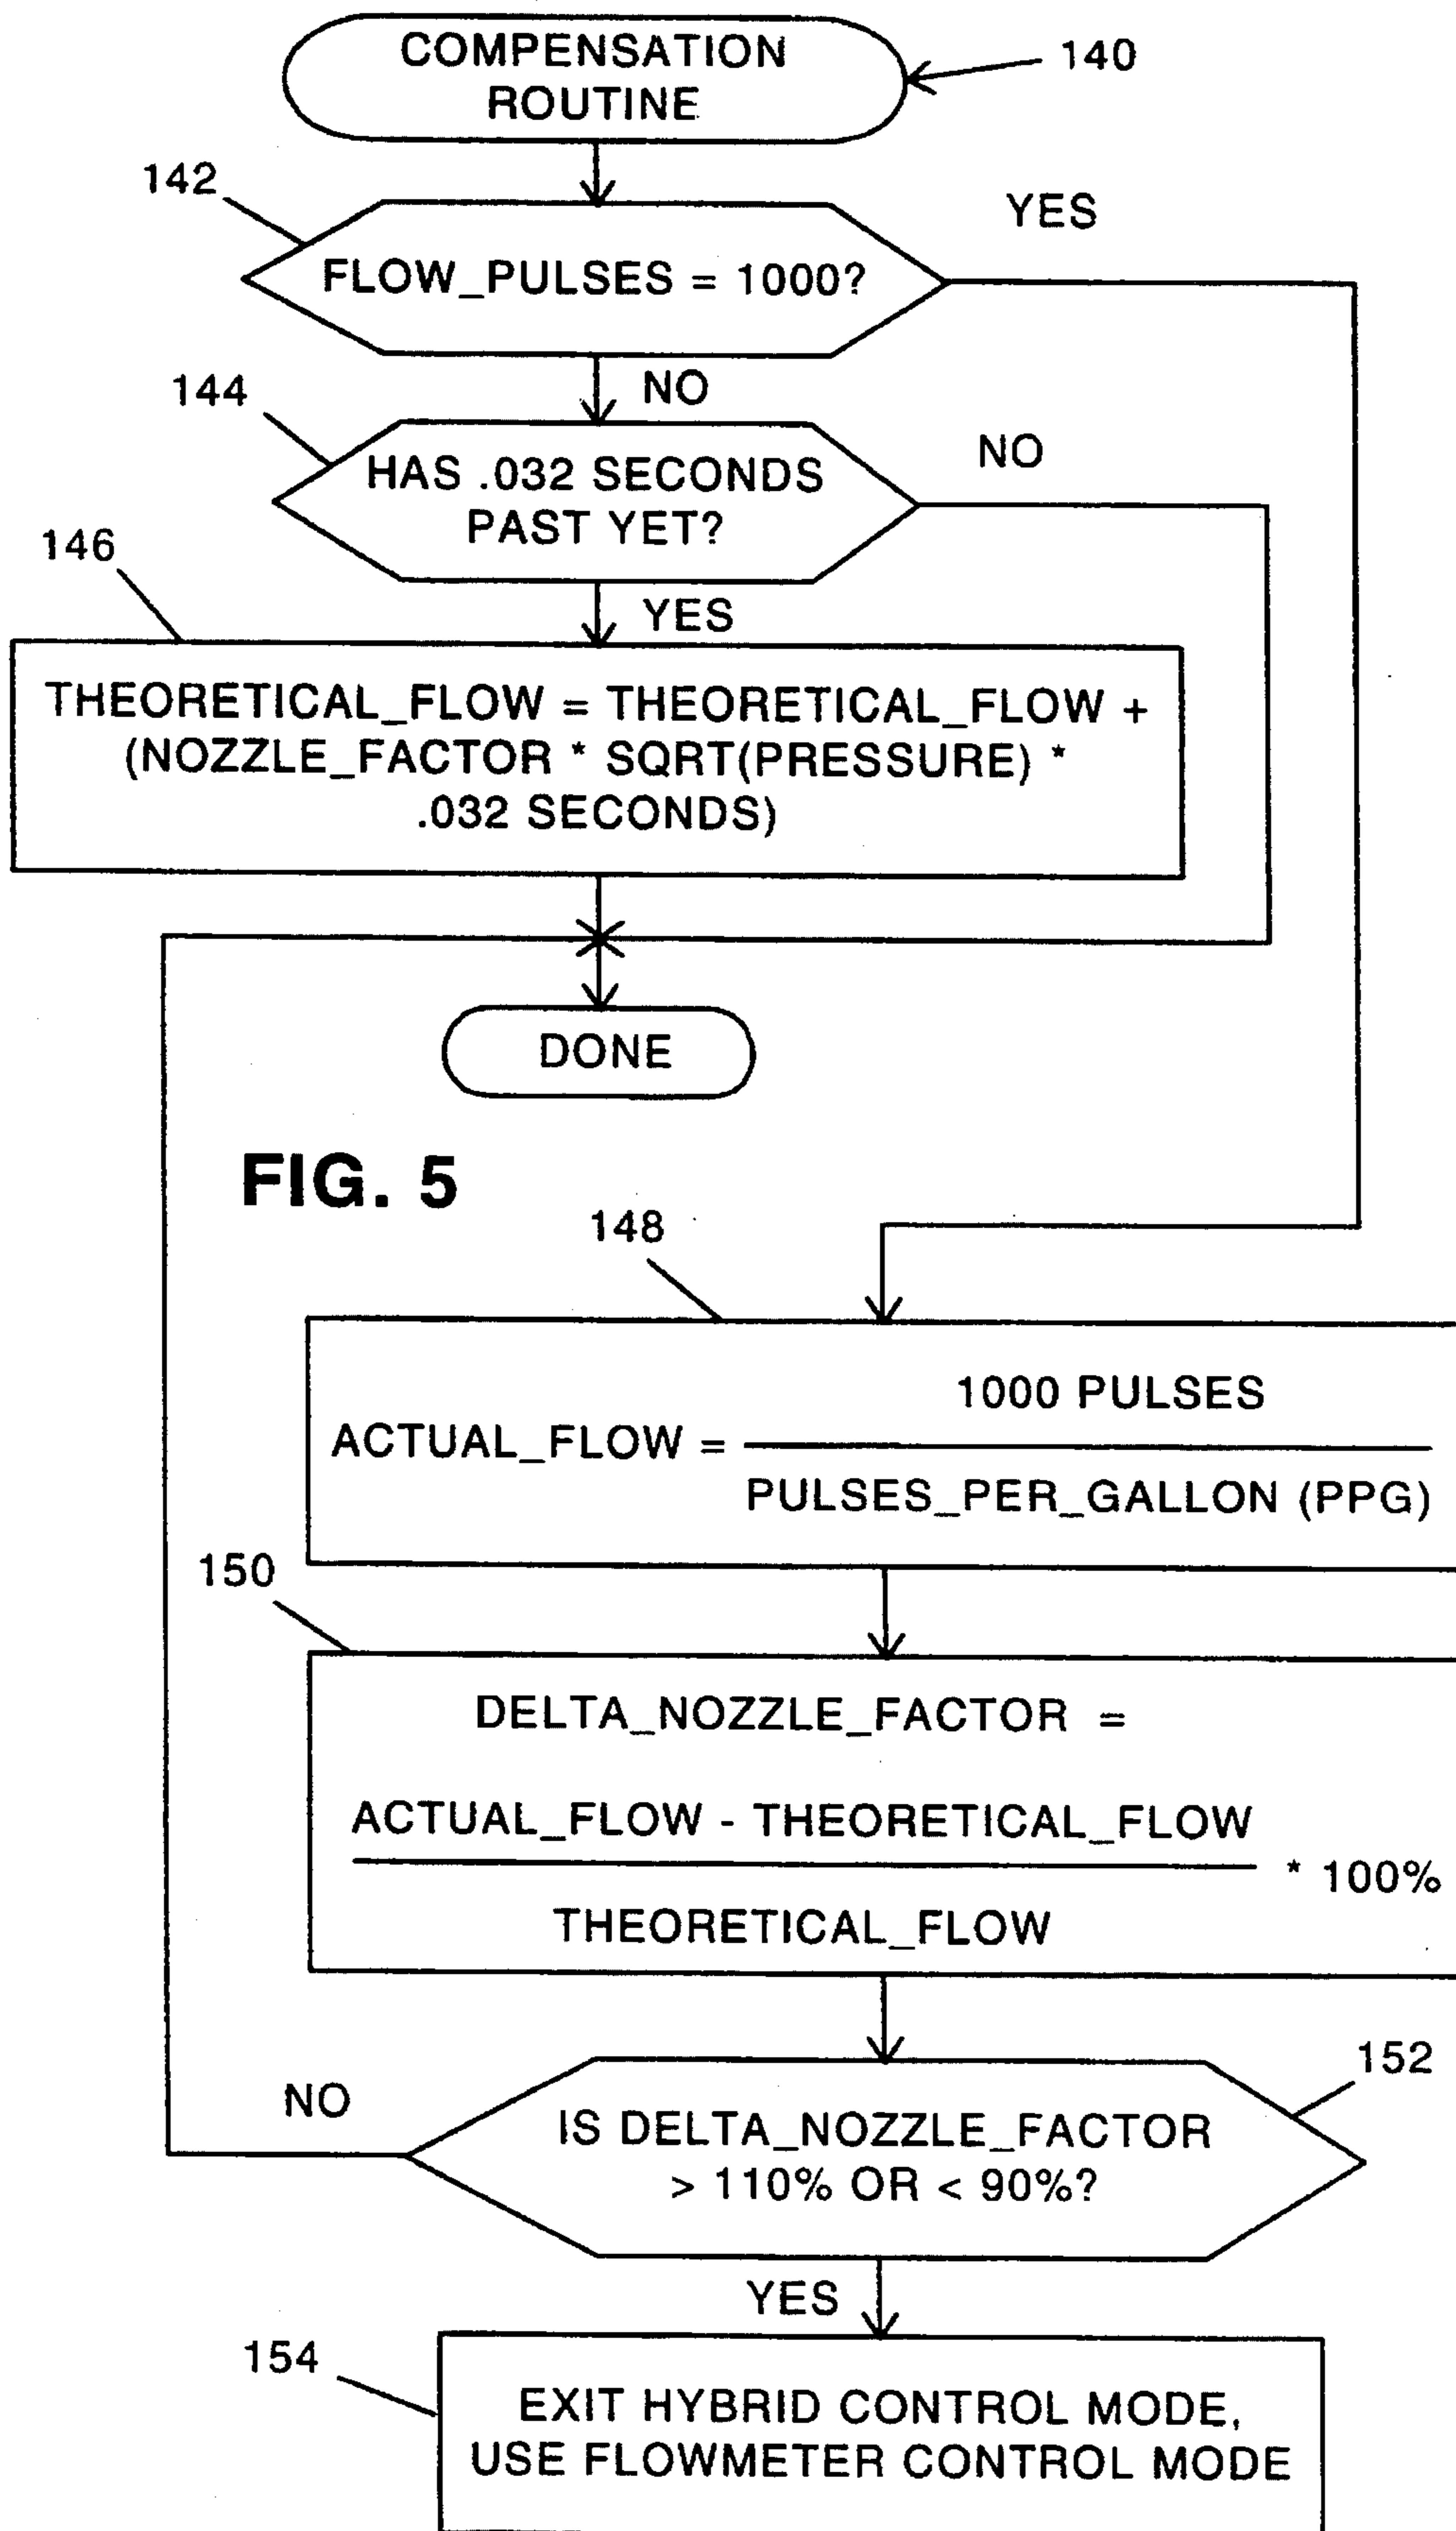 COMPENSATION
ROUTINE
140
142
YES
FLOW_PULSES = 1000?
NO
144
NO
HAS .032 SECONDS
PAST YET?
146
YES
THEORETICAL_FLOW = THEORETICAL_FLOW +
(NOZZLE_FACTOR * SQRT(PRESSURE) *
.032 SECONDS)
DONE
FIG. 5
148
1000 PULSES
ACTUAL_FLOW =
PULSES_PER_GALLON (PPG)
150
DELTA_NOZZLE_FACTOR =
ACTUAL_FLOW - THEORETICAL_FLOW
* 100%
THEORETICAL_FLOW
152
NO
IS DELTA_NOZZLE_FACTOR
> 110% OR < 90%?
YES
154
EXIT HYBRID CONTROL MODE,
USE FLOWMETER CONTROL MODE